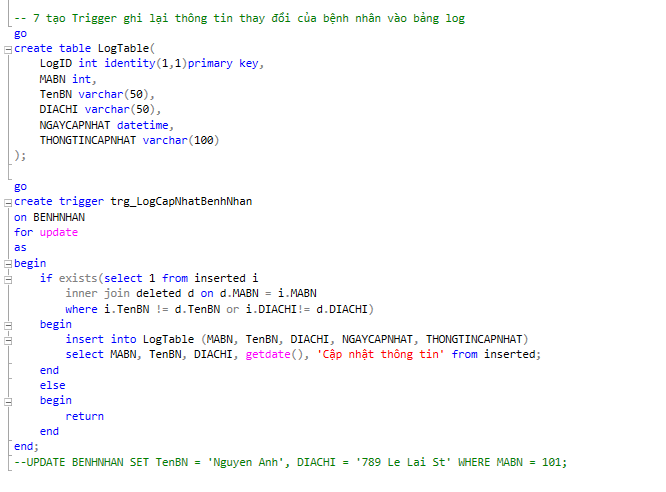 -- 7 tạo Trigger ghi lại thông tin thay đổi của bệnh nhân vào bảng log
go
create table LogTable(
LogID int identity(1,1)primary key,
MABN int,
TenBN varchar(50),
DIACHI varchar(50),
NGAYCAPNHAT datetime,
THONGTINCAPNHAT varchar(100)
);
go
create trigger trg_LogCapNhatBenhNhan
on BENHNHAN
for update
as
begin
if exists(select 1 from inserted i
inner join deleted d on d.MABN = i.MABN
where i.TenBN != d.TenBN or i.DIACHI!= d.DIACHI)
begin
insert into LogTable (MABN, TenBN, DIACHI, NGAYCAPNHAT, THONGTINCAPNHAT)
select MABN, TenBN, DIACHI, getdate(), 'Cập nhật thông tin' from inserted;
end
else
begin
return
end
end;
--UPDATE BENHNHAN SET TenBN = 'Nguyen Anh', DIACHI = '789 Le Lai St' WHERE MABN = 101;